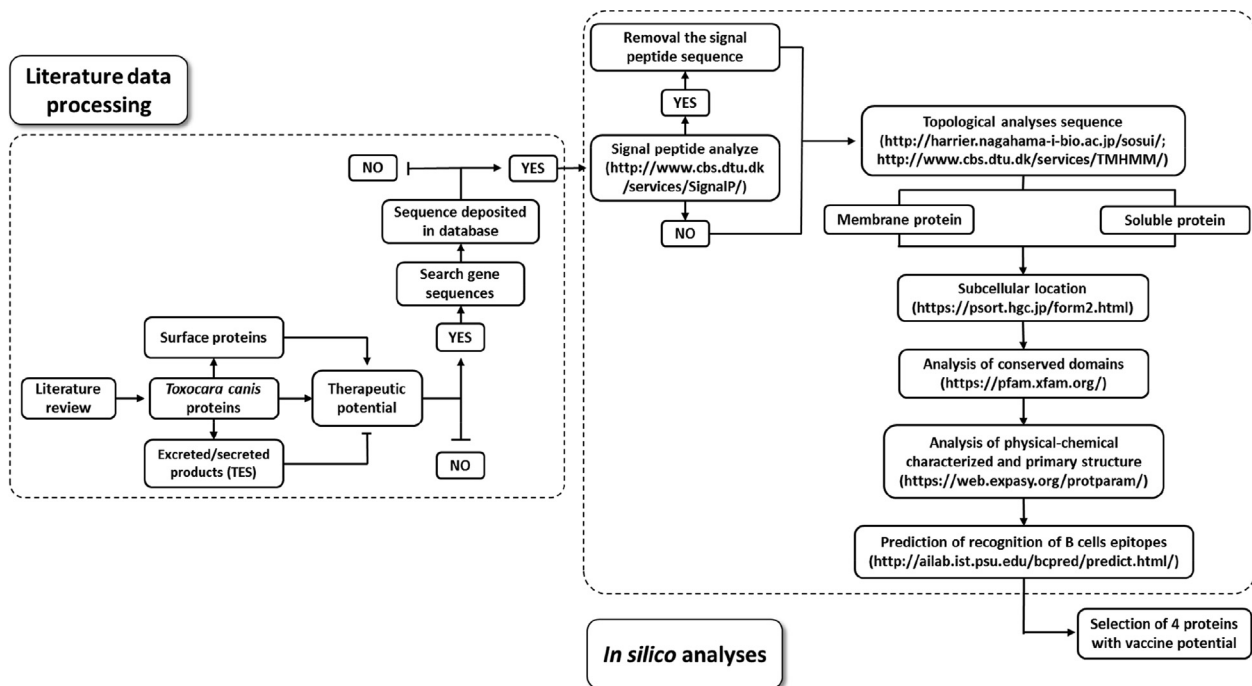 Literature data
processing
Literature
review
Surface proteins
Toxocara canis
proteins
Excreted/secreted
products (TES)
Therapeutic
potential
NO
YES
Search gene
sequences
Sequence deposited
in database
NO
YES
Removal the signal
peptide sequence
YES
Signal peptide analyze
(http://www.cbs.dtu.dk
/services/SignalP/)
NO
Topological analyses sequence
(http://harrier.nagahama-i-bio.ac.jp/sosui/;
http://www.cbs.dtu.dk/services/TMHMM/)
Membrane protein
Soluble protein
Subcellular location
(https://psort.hgc.jp/form2.html)
Analysis of conserved domains
(https://pfam.xfam.org/)
Analysis of physical-chemical
characterized and primary structure
(https://web.expasy.org/protparam/)
Prediction of recognition of B cells epitopes
(http://ailab.ist.psu.edu/bcpred/predict.html/)
Selection of 4 proteins
with vaccine potential
In silico analyses